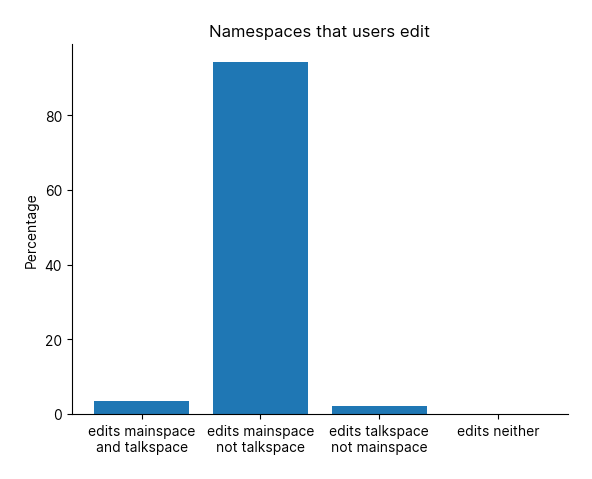 Namespaces that users edit
Percentage
80
60
40
20
0
edits mainspace and talkspace
edits mainspace not talkspace
edits talkspace not mainspace
edits neither